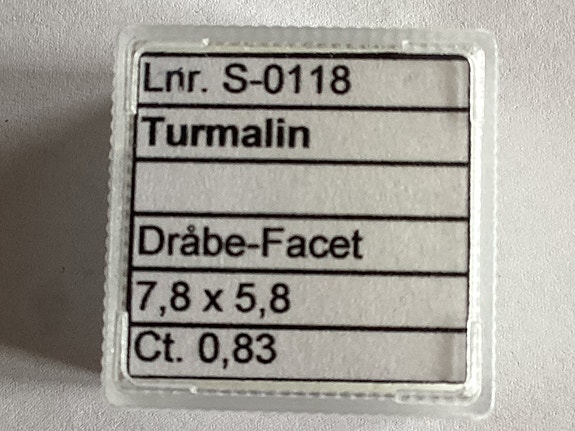 Lnr. S-0118
Turmalin
Dråbe-Facet
7,8 x 5,8
Ct. 0,83